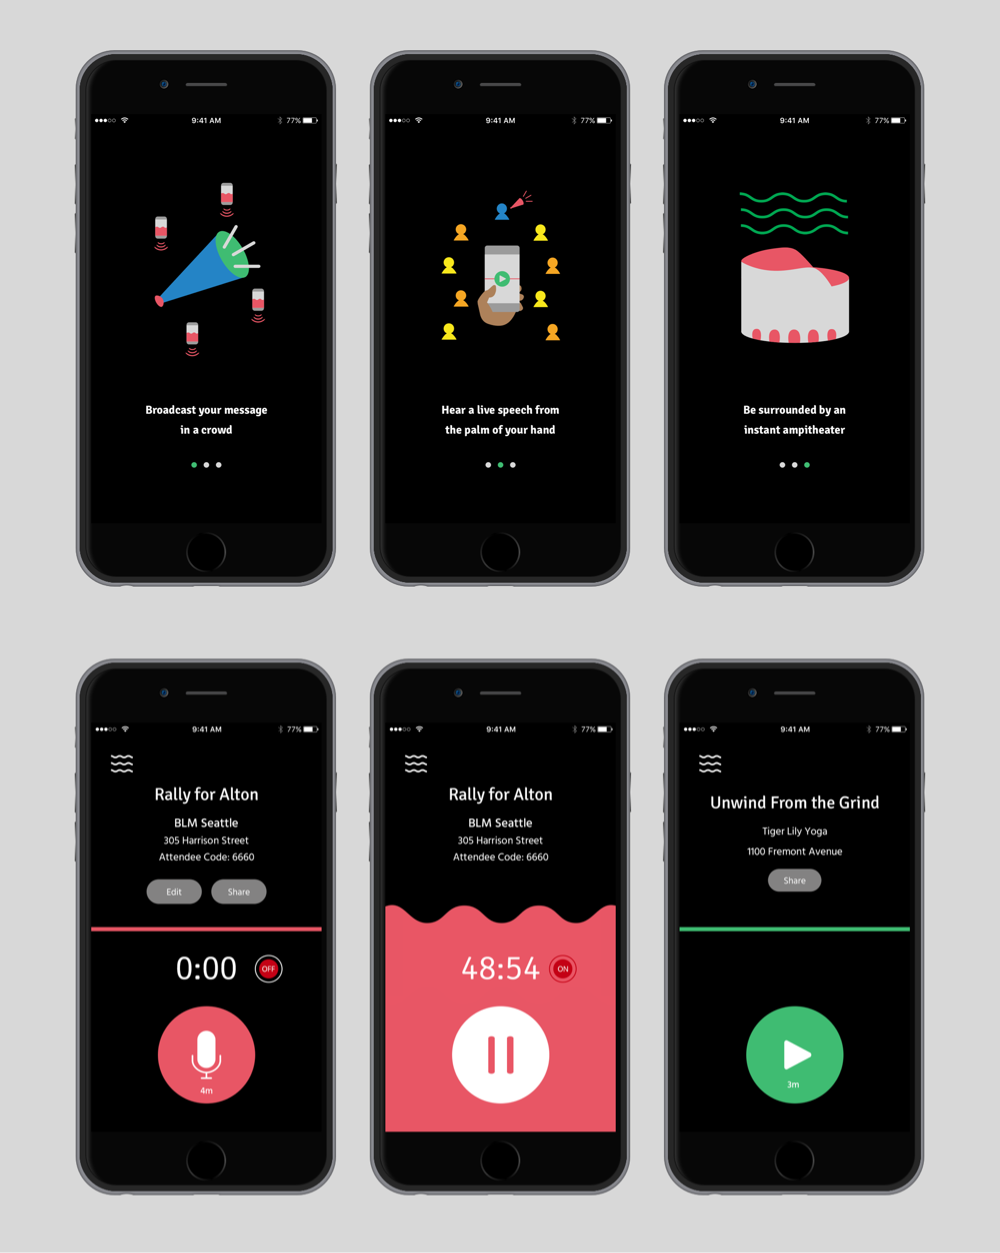 9:41 AM
77%
Broadcast your message
in a crowd
9:41 AM
77%
Hear a live speech from
the palm of your hand
9:41 AM
77%
Be surrounded by an
instant ampitheater
9:41 AM
77%
Rally for Alton
BLM Seattle
305 Harrison Street
Attendee Code: 6660
Edit
Share
0:00
OFF
4m
9:41 AM
77%
Rally for Alton
BLM Seattle
305 Harrison Street
Attendee Code: 6660
48:54
ON
9:41 AM
77%
Unwind From the Grind
Tiger Lily Yoga
1100 Fremont Avenue
Share
3m